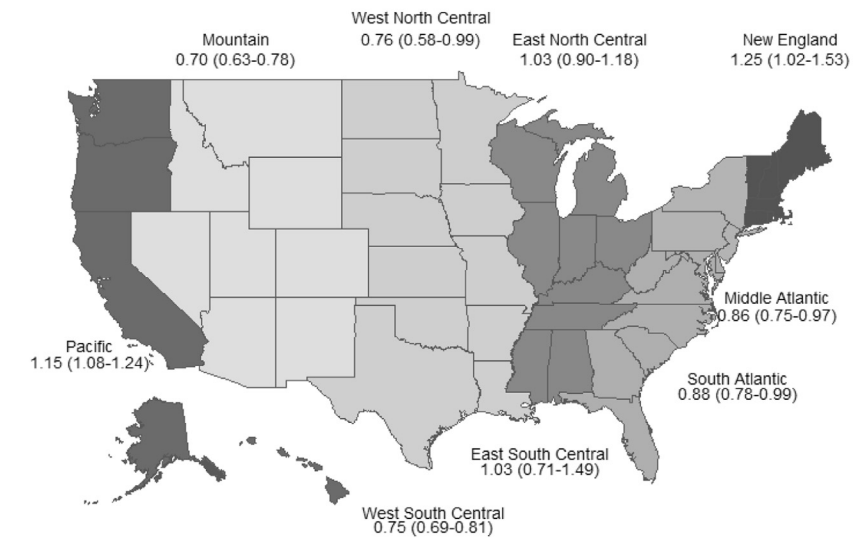 West North Central
0.76 (0.58-0.99)
Mountain
0.70 (0.63-0.78)
East North Central
1.03 (0.90-1.18)
New England
1.25 (1.02-1.53)
Middle Atlantic
0.86 (0.75-0.97)
Pacific
1.15 (1.08-1.24)
South Atlantic
0.88 (0.78-0.99)
East South Central
1.03 (0.71-1.49)
West South Central
0.75 (0.69-0.81)